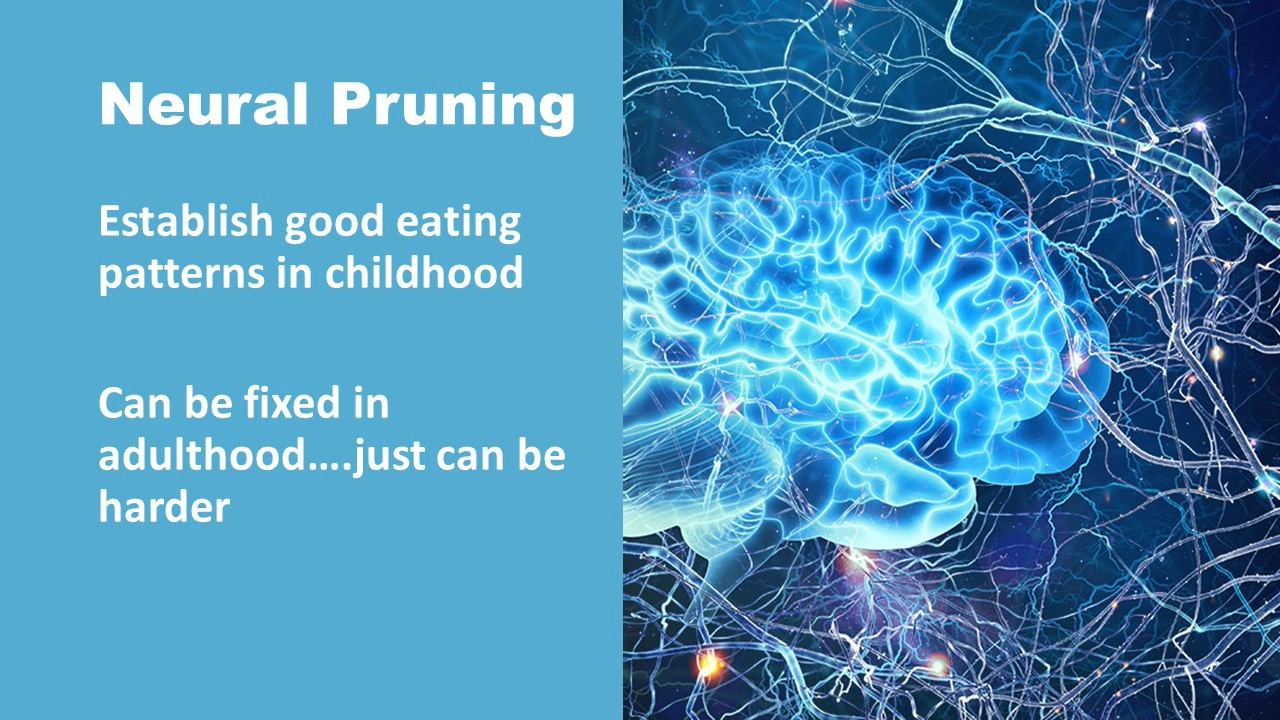 Neural Pruning
Establish good eating
patterns in childhood
Can be fixed in
adulthood….just can be
harder